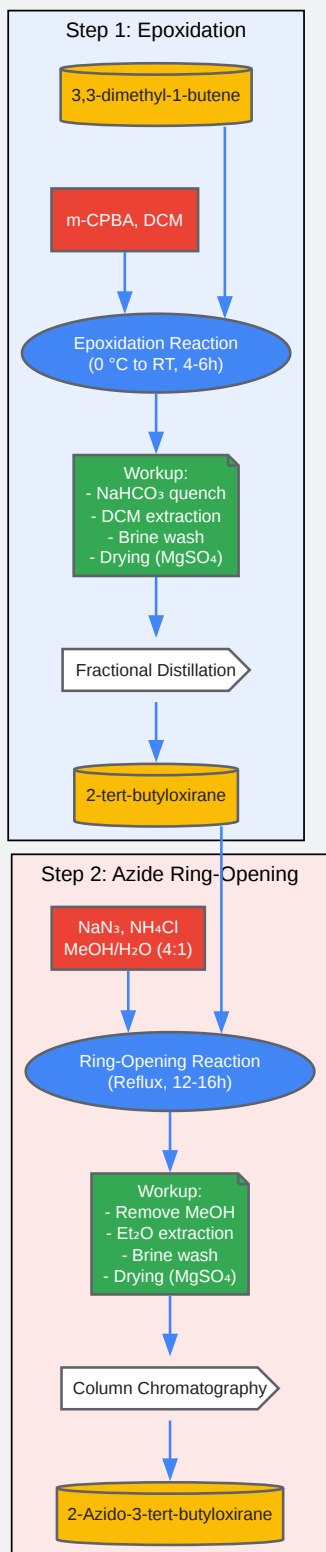 Step 1: Epoxidation
3,3-dimethyl-1-butene
m-CPBA, DCM
Epoxidation Reaction
(0 °C to RT, 4-6h)
Workup:
- NaHCO₃ quench
- DCM extraction
- Brine wash
- Drying (MgSO₄)
Fractional Distillation
2-tert-butyloxirane
Step 2: Azide Ring-Opening
NaN₃, NH₄Cl
MeOH/H₂O (4:1)
Ring-Opening Reaction
(Reflux, 12-16h)
Workup:
- Remove MeOH
- Et₂O extraction
- Brine wash
- Drying (MgSO₄)
Column Chromatography
2-Azido-3-tert-butyloxirane